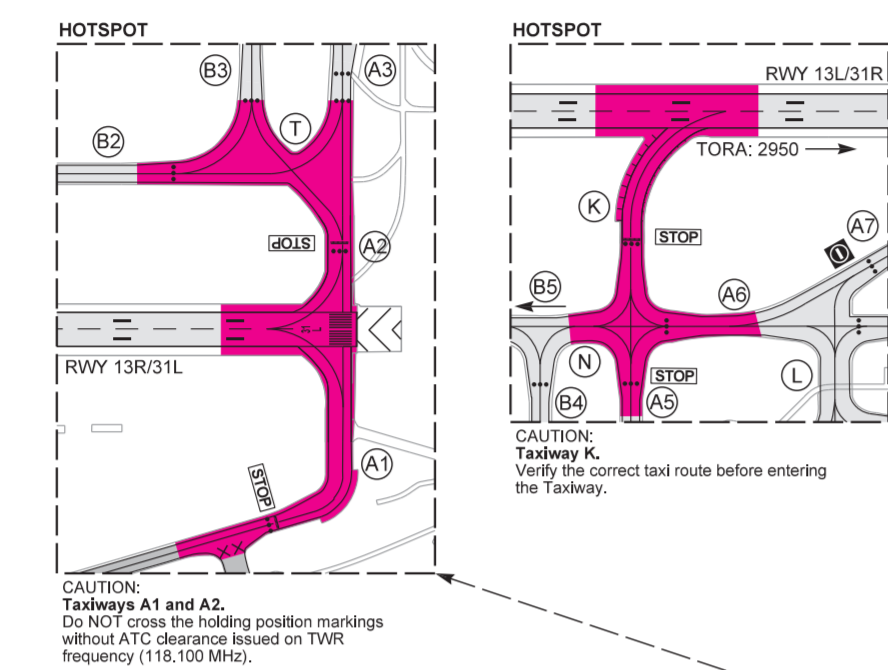 HOTSPOT
B3
A3
T
B2
STOP
A2
31
L
RWY 13R/31L
A1
STOP
CAUTION:
Taxiways A1 and A2.
Do NOT cross the holding position markings
without ATC clearance issued on TWR
frequency (118.100 MHz).
HOTSPOT
RWY 13L/31R
TORA: 2950
K
STOP
A7
B5
A6
N
STOP
L
B4
A5
CAUTION:
Taxiway K.
Verify the correct taxi route before entering
the Taxiway.